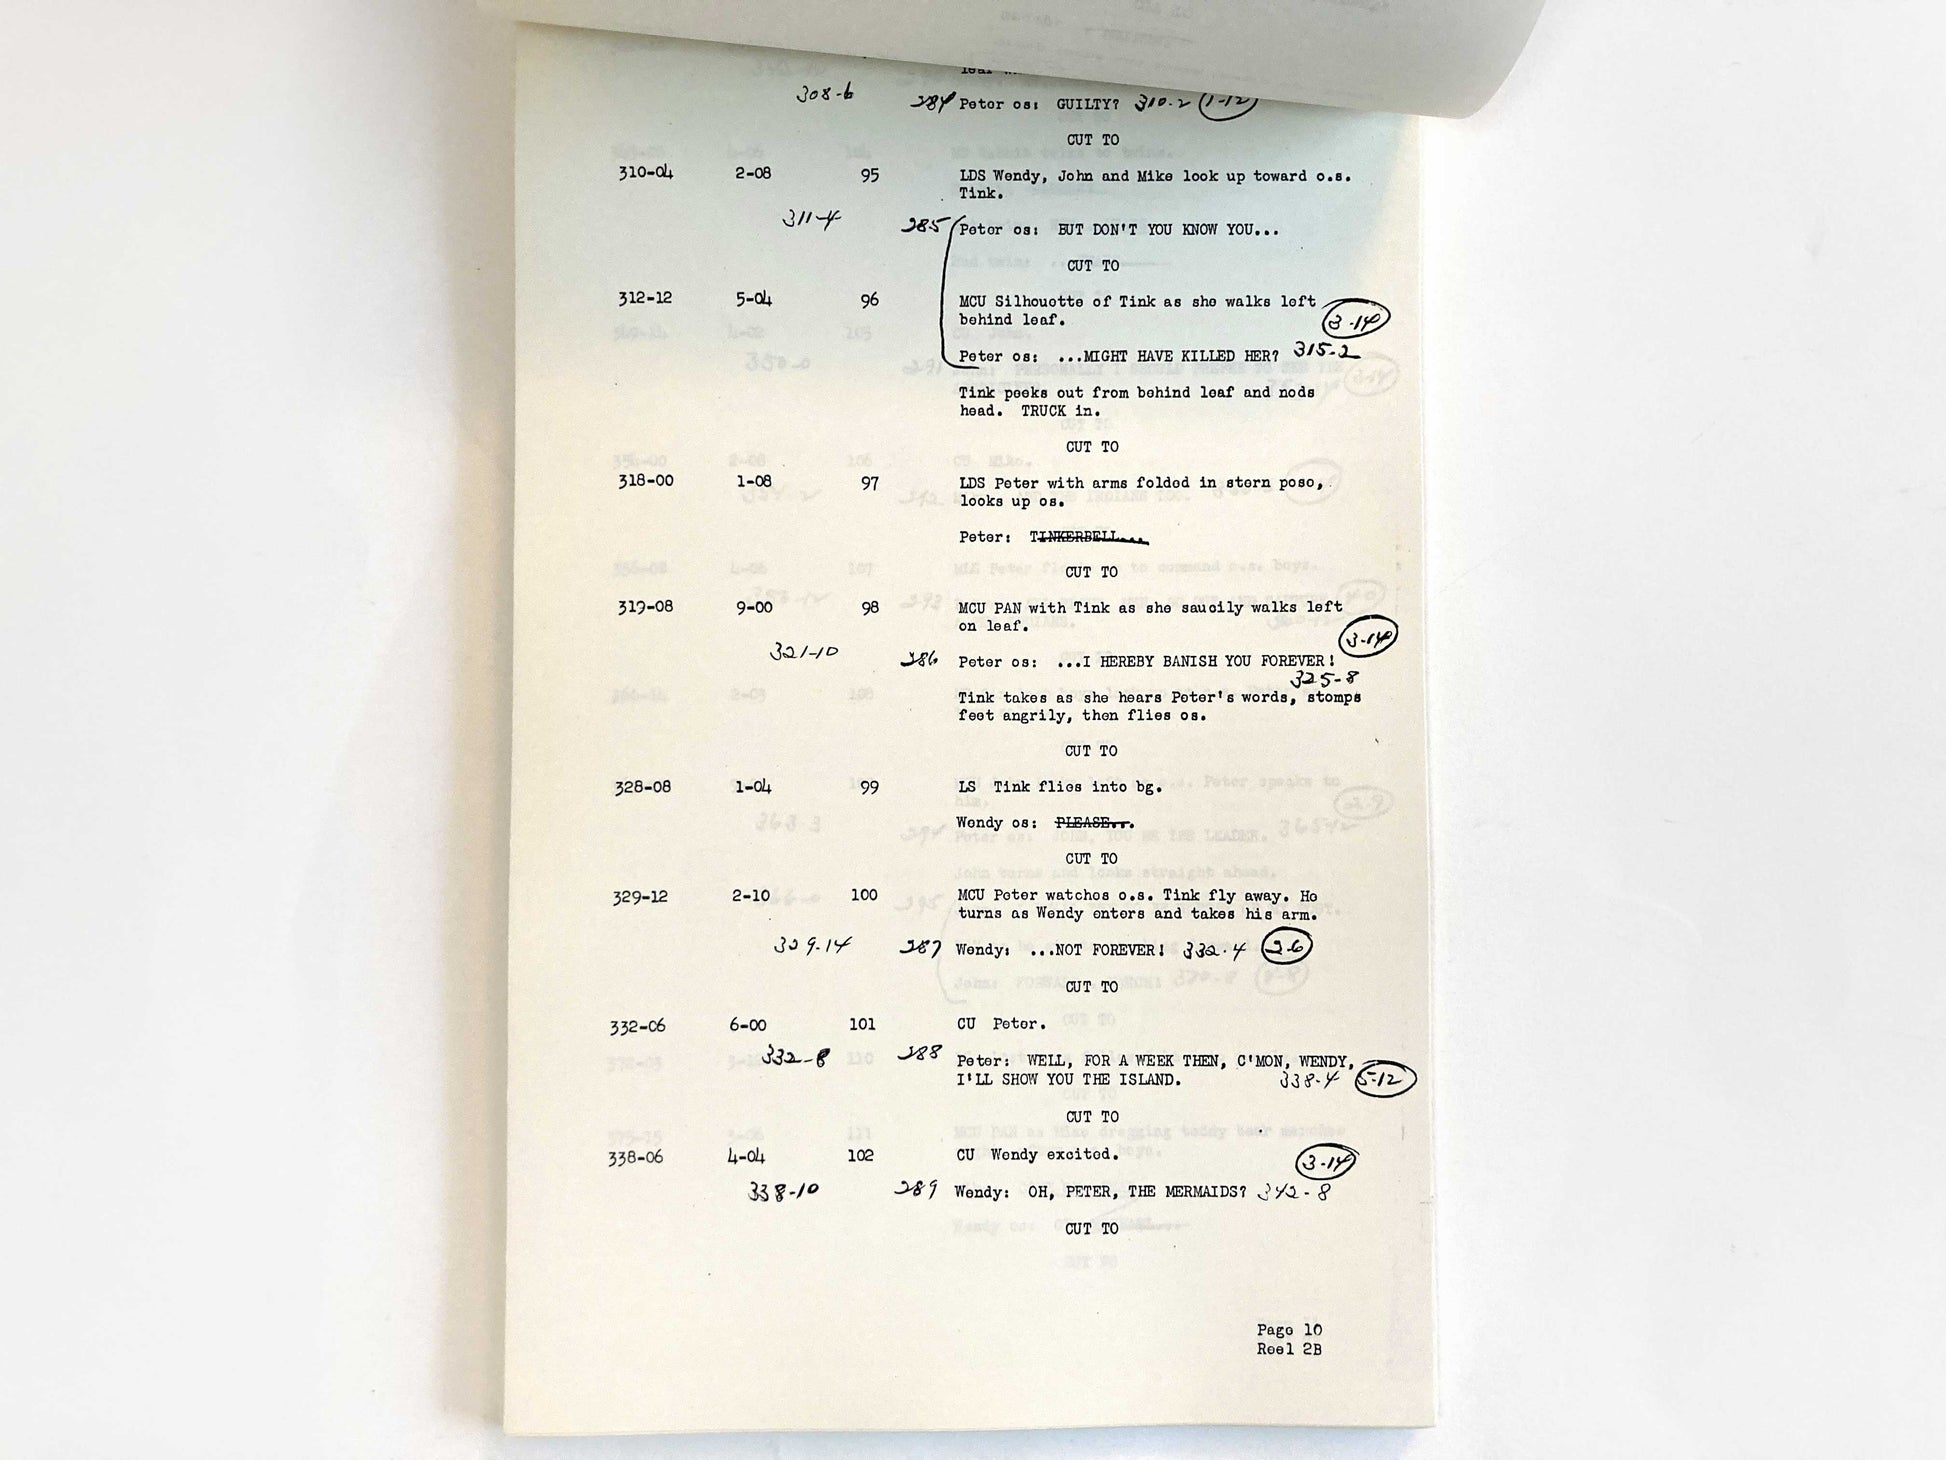 308-6 284 Peter os: GUILTY? 310-2 1-12
CUT TO
310-04 2-08 95 LDS Wendy, John and Mike look up toward o.s.
Tink.
311-4 285 Peter os: BUT DON'T YOU KNOW YOU...
CUT TO
312-12 5-04 96 MCU Silhouette of Tink as she walks left
behind leaf. 3-14
Peter os: ...MIGHT HAVE KILLED HER? 315-2
Tink peeks out from behind leaf and nods
head. TRUCK in.
CUT TO
318-00 1-08 97 LDS Peter with arms folded in stern pose,
looks up os.
Peter: TINKERBELL...
CUT TO
319-08 9-00 98 MCU PAN with Tink as she saucily walks left
on leaf. 3-14
321-10 286 Peter os: ...I HEREBY BANISH YOU FOREVER!
325-8
Tink takes as she hears Peter's words, stomps
feet angrily, then flies os.
CUT TO
328-08 1-04 99 LS Tink flies into bg.
Wendy os: PLEASE...
CUT TO
329-12 2-10 100 MCU Peter watches o.s. Tink fly away. He
turns as Wendy enters and takes his arm.
329-14 287 Wendy: ...NOT FOREVER! 332-4 2-6
CUT TO
332-06 6-00 101 CU Peter.
332-8 288 Peter: WELL, FOR A WEEK THEN, C'MON, WENDY,
I'LL SHOW YOU THE ISLAND. 338-4 5-12
CUT TO
338-06 4-04 102 CU Wendy excited. 3-14
338-10 289 Wendy: OH, PETER, THE MERMAIDS? 342-8
CUT TO
Page 10
Reel 2B